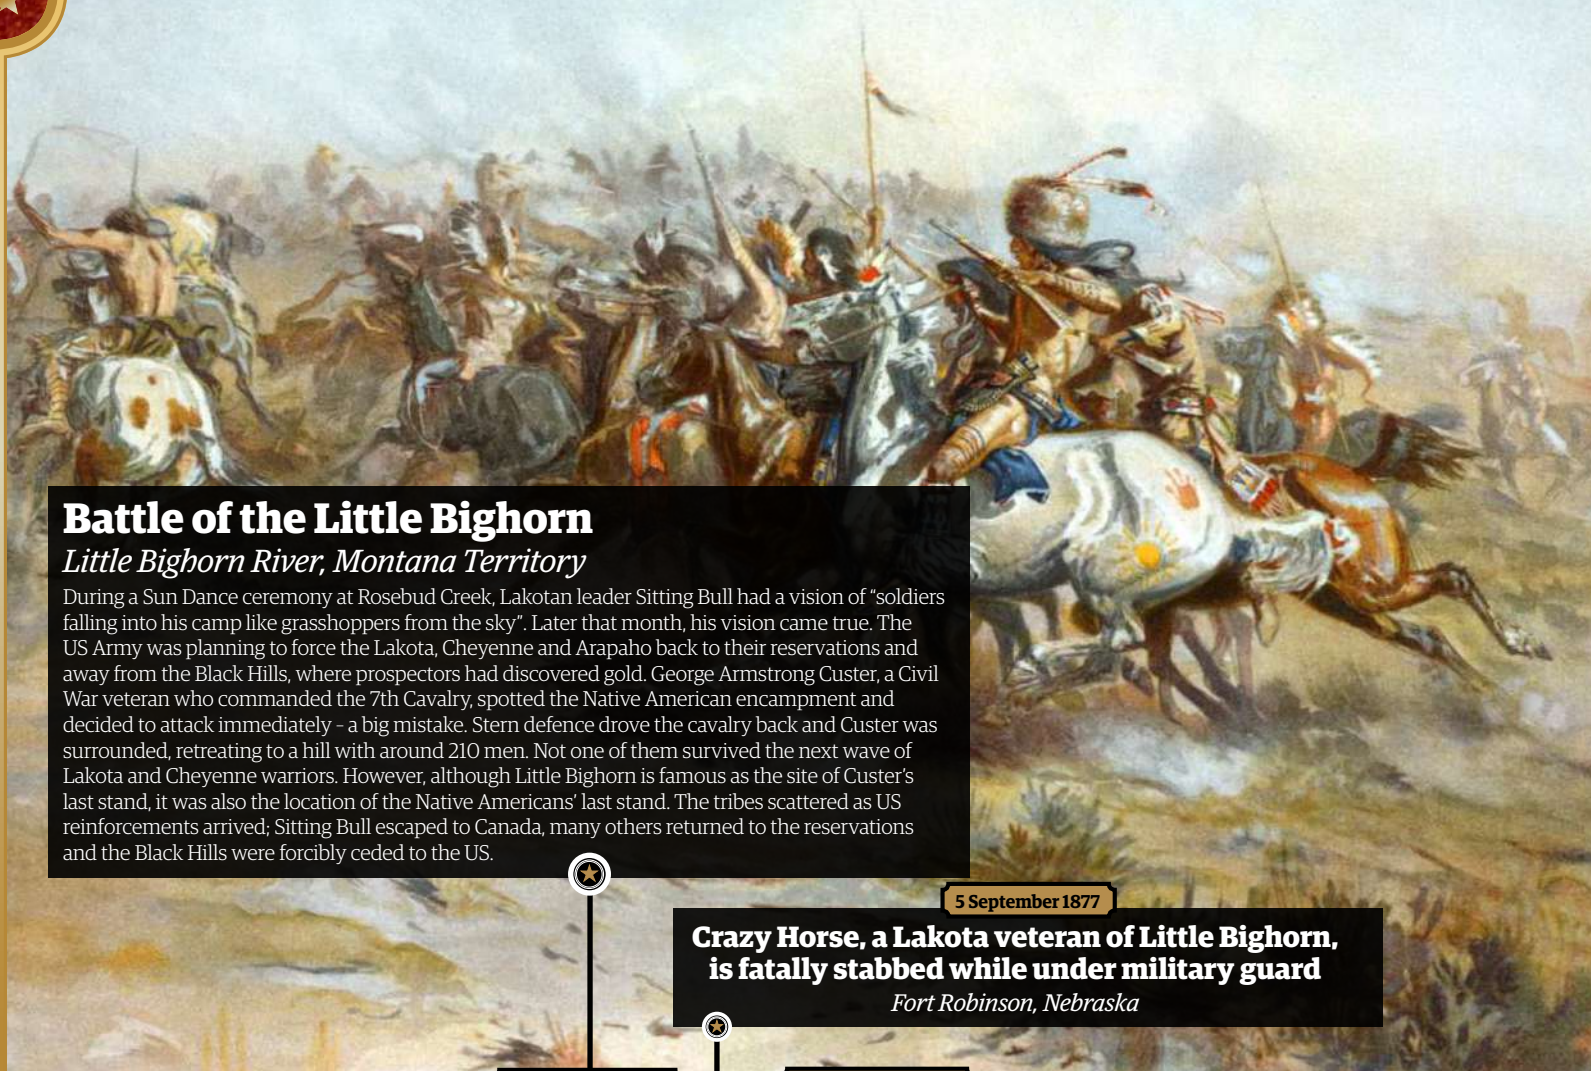 Battle of the Little Bighorn
Little Bighorn River, Montana Territory
During a Sun Dance ceremony at Rosebud Creek, Lakotan leader Sitting Bull had a vision of “soldiers
falling into his camp like grasshoppers from the sky”. Later that month, his vision came true. The
US Army was planning to force the Lakota, Cheyenne and Arapaho back to their reservations and
away from the Black Hills, where prospectors had discovered gold. George Armstrong Custer, a Civil
War veteran who commanded the 7th Cavalry, spotted the Native American encampment and
decided to attack immediately – a big mistake. Stern defence drove the cavalry back and Custer was
surrounded, retreating to a hill with around 210 men. Not one of them survived the next wave of
Lakota and Cheyenne warriors. However, although Little Bighorn is famous as the site of Custer’s
last stand, it was also the location of the Native Americans’ last stand. The tribes scattered as US
reinforcements arrived; Sitting Bull escaped to Canada, many others returned to the reservations
and the Black Hills were forcibly ceded to the US.
5 September 1877
Crazy Horse, a Lakota veteran of Little Bighorn,
is fatally stabbed while under military guard
Fort Robinson, Nebraska